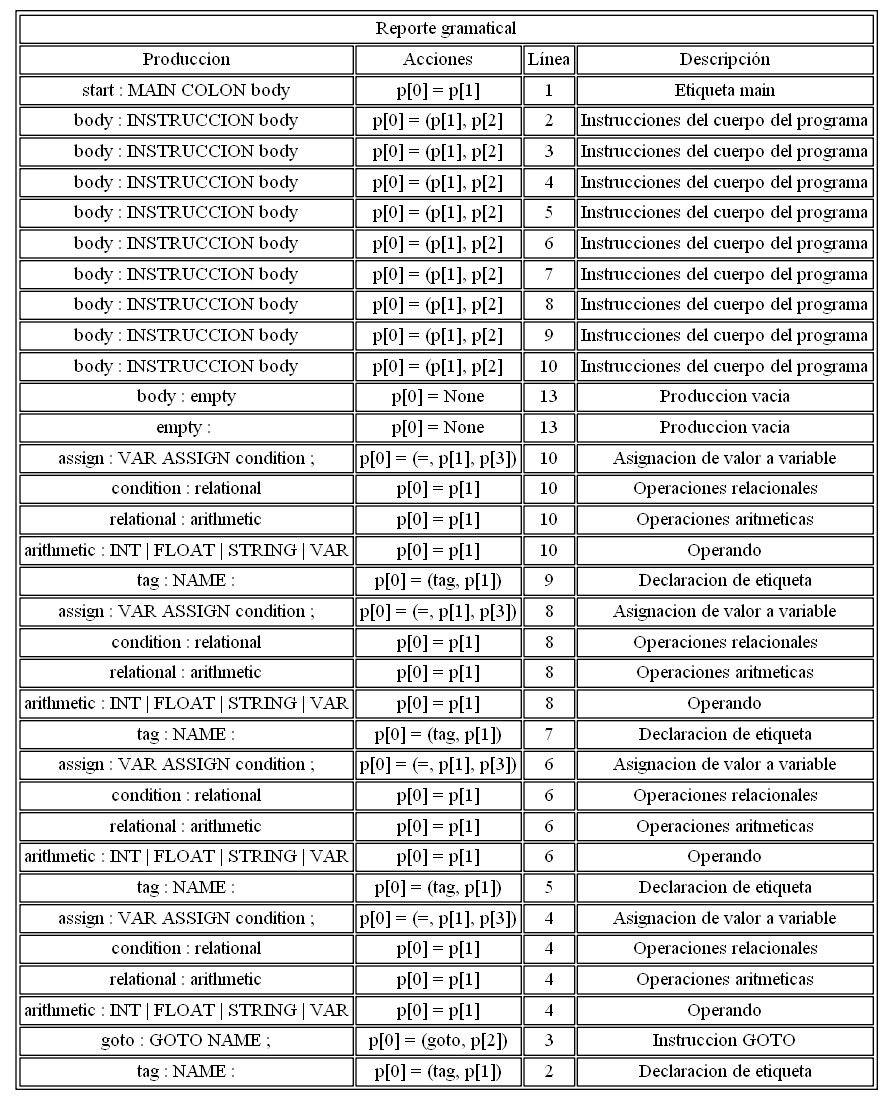 Reporte gramatical
Produccion Acciones Línea Descripción
start : MAIN COLON body p[0] = p[1] 1 Etiqueta main
body : INSTRUCCION body p[0] = (p[1], p[2] 2 Instrucciones del cuerpo del programa
body : INSTRUCCION body p[0] = (p[1], p[2] 3 Instrucciones del cuerpo del programa
body : INSTRUCCION body p[0] = (p[1], p[2] 4 Instrucciones del cuerpo del programa
body : INSTRUCCION body p[0] = (p[1], p[2] 5 Instrucciones del cuerpo del programa
body : INSTRUCCION body p[0] = (p[1], p[2] 6 Instrucciones del cuerpo del programa
body : INSTRUCCION body p[0] = (p[1], p[2] 7 Instrucciones del cuerpo del programa
body : INSTRUCCION body p[0] = (p[1], p[2] 8 Instrucciones del cuerpo del programa
body : INSTRUCCION body p[0] = (p[1], p[2] 9 Instrucciones del cuerpo del programa
body : INSTRUCCION body p[0] = (p[1], p[2] 10 Instrucciones del cuerpo del programa
body : empty p[0] = None 13 Produccion vacia
empty : p[0] = None 13 Produccion vacia
assign : VAR ASSIGN condition ; p[0] = (=, p[1], p[3]) 10 Asignacion de valor a variable
condition : relational p[0] = p[1] 10 Operaciones relacionales
relational : arithmetic p[0] = p[1] 10 Operaciones aritmeticas
arithmetic : INT | FLOAT | STRING | VAR p[0] = p[1] 10 Operando
tag : NAME : p[0] = (tag, p[1]) 9 Declaracion de etiqueta
assign : VAR ASSIGN condition ; p[0] = (=, p[1], p[3]) 8 Asignacion de valor a variable
condition : relational p[0] = p[1] 8 Operaciones relacionales
relational : arithmetic p[0] = p[1] 8 Operaciones aritmeticas
arithmetic : INT | FLOAT | STRING | VAR p[0] = p[1] 8 Operando
tag : NAME : p[0] = (tag, p[1]) 7 Declaracion de etiqueta
assign : VAR ASSIGN condition ; p[0] = (=, p[1], p[3]) 6 Asignacion de valor a variable
condition : relational p[0] = p[1] 6 Operaciones relacionales
relational : arithmetic p[0] = p[1] 6 Operaciones aritmeticas
arithmetic : INT | FLOAT | STRING | VAR p[0] = p[1] 6 Operando
tag : NAME : p[0] = (tag, p[1]) 5 Declaracion de etiqueta
assign : VAR ASSIGN condition ; p[0] = (=, p[1], p[3]) 4 Asignacion de valor a variable
condition : relational p[0] = p[1] 4 Operaciones relacionales
relational : arithmetic p[0] = p[1] 4 Operaciones aritmeticas
arithmetic : INT | FLOAT | STRING | VAR p[0] = p[1] 4 Operando
goto : GOTO NAME ; p[0] = (goto, p[2]) 3 Instruccion GOTO
tag : NAME : p[0] = (tag, p[1]) 2 Declaracion de etiqueta